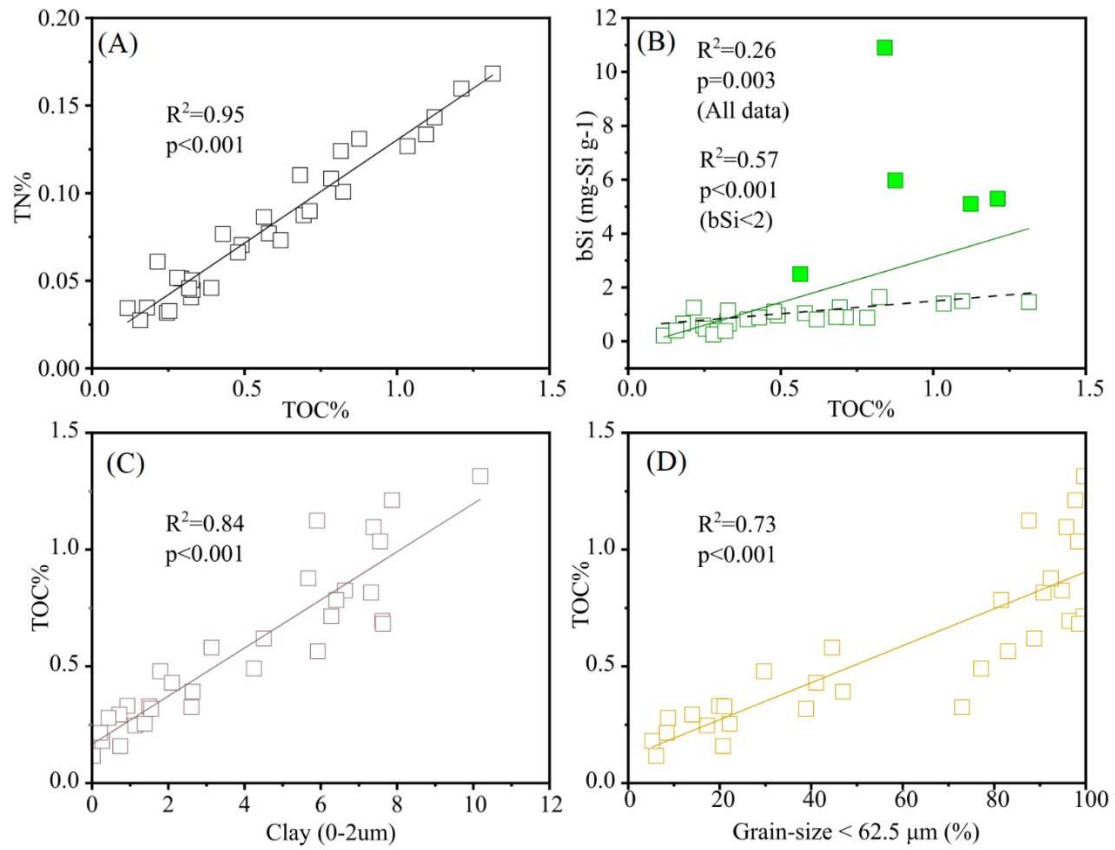 (A)
R²=0.95
p<0.001
TN%
0.20
0.15
0.10
0.05
0.00
0.0 0.5 1.0 1.5
TOC%
(B)
R²=0.26
p=0.003
(All data)
R²=0.57
p<0.001
(bSi<2)
bSi (mg-Si g-1)
12
10
8
6
4
2
0
0.0 0.5 1.0 1.5
TOC%
(C)
R²=0.84
p<0.001
TOC%
1.5
1.0
0.5
0.0
0 2 4 6 8 10 12
Clay (0-2um)
(D)
R²=0.73
p<0.001
TOC%
1.5
1.0
0.5
0.0
0 20 40 60 80 100
Grain-size < 62.5 μm (%)